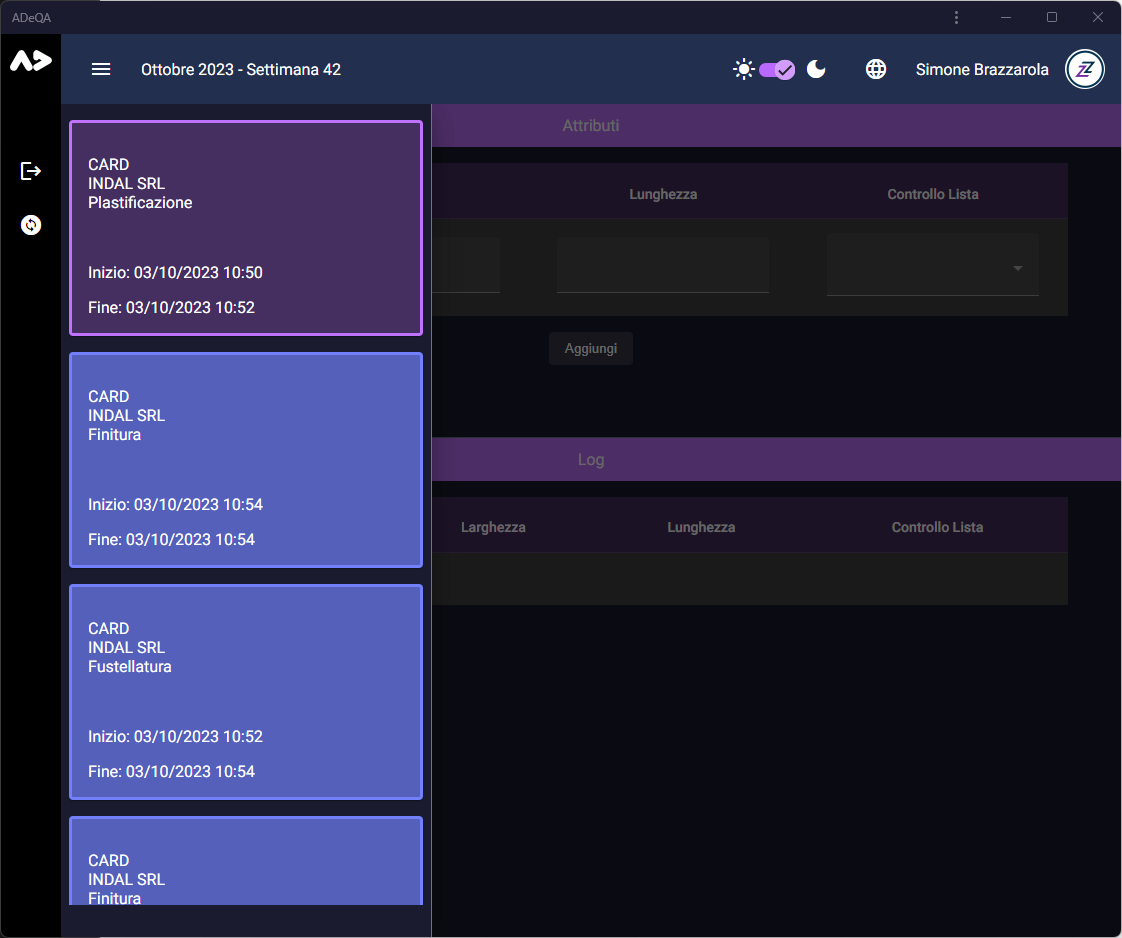 ADeQA
Ottobre 2023 - Settimana 42
Simone Brazzarola
CARD
INDAL SRL
Plastificazione
Inizio: 03/10/2023 10:50
Fine: 03/10/2023 10:52
CARD
INDAL SRL
Finitura
Inizio: 03/10/2023 10:54
Fine: 03/10/2023 10:54
CARD
INDAL SRL
Fustellatura
Inizio: 03/10/2023 10:52
Fine: 03/10/2023 10:54
CARD
INDAL SRL
Finitura
Attributi
Lunghezza Controllo Lista
Aggiungi
Log
Larghezza Lunghezza Controllo Lista